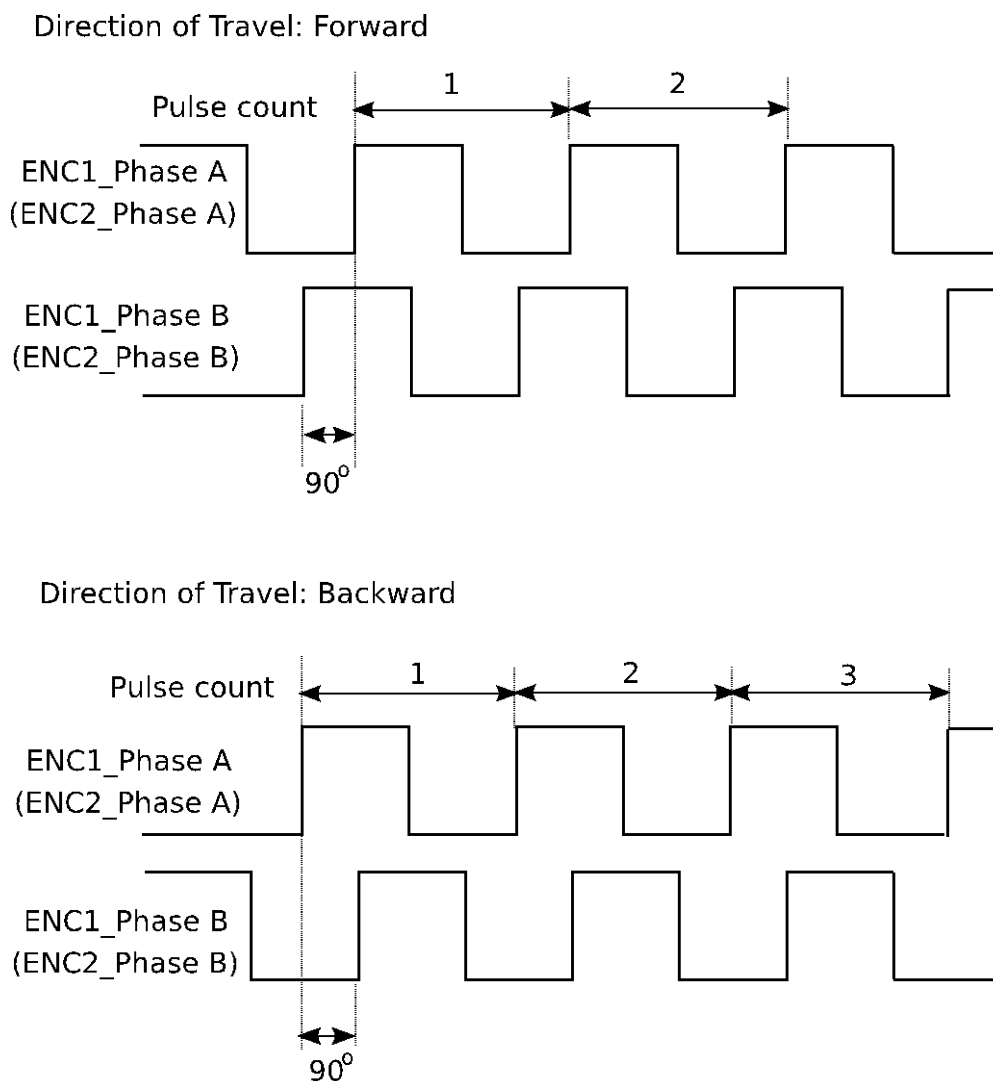 Direction of Travel: Forward
1
2
Pulse count
ENC1_Phase A
(ENC2_Phase A)
ENC1_Phase B
(ENC2_Phase B)
90°
Direction of Travel: Backward
1
2
3
Pulse count
ENC1_Phase A
(ENC2_Phase A)
ENC1_Phase B
(ENC2_Phase B)
90°